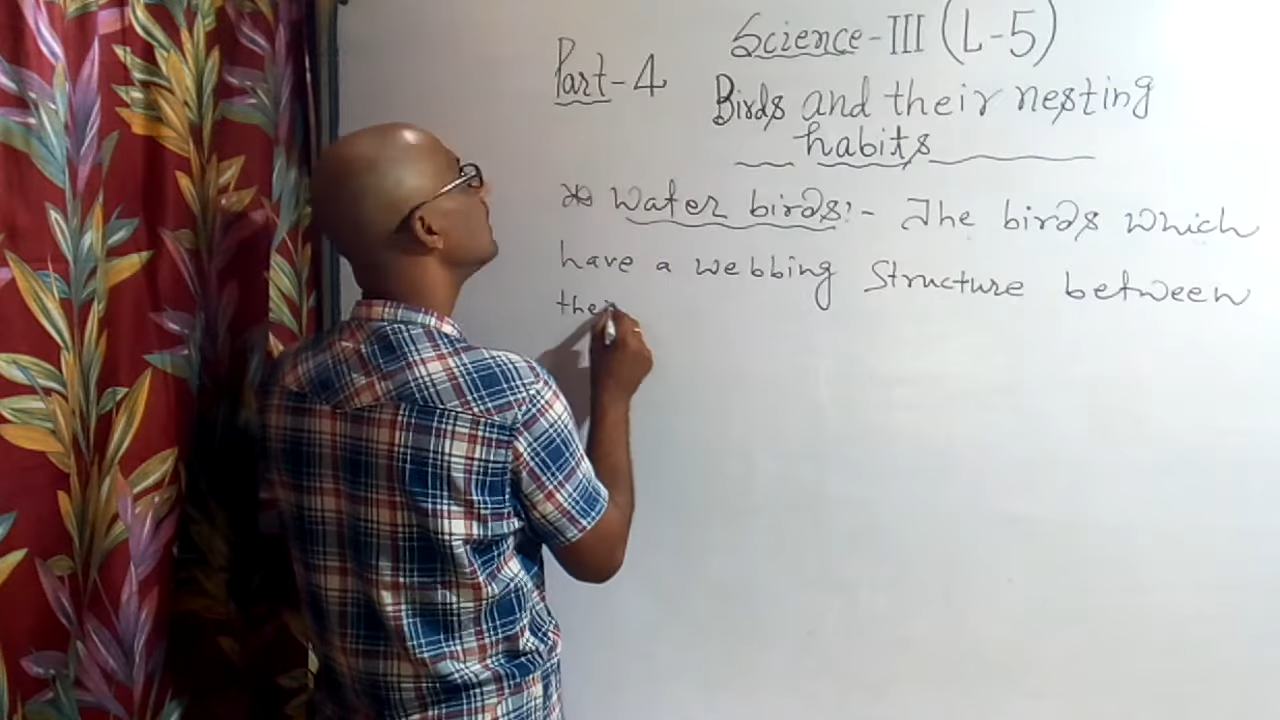 Science-III (L-5)
Part-4
Birds and their nesting
habits
Water birds:- The birds which
have a webbing structure between
the